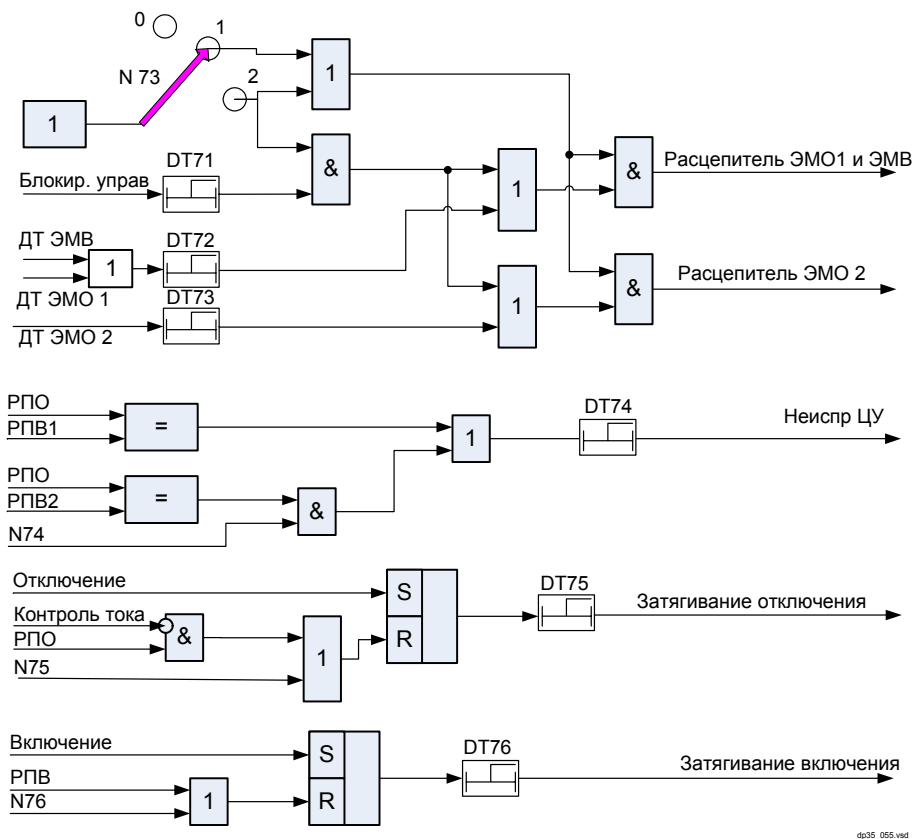 0
1
N 73
2
1
1
DT71
&
Блокир. управ
1
&
Расцепитель ЭМО1 и ЭМВ
ДТ ЭМВ
DT72
1
ДТ ЭМО 1
DT73
1
&
Расцепитель ЭМО 2
ДТ ЭМО 2
РПО
РПВ1
=
1
DT74
Неиспр ЦУ
РПО
РПВ2
=
&
N74
Отключение
S
DT75
Затягивание отключения
Контроль тока
РПО
&
R
1
N75
Включение
S
DT76
Затягивание включения
РПВ
N76
1
R
dp35_055.vsd